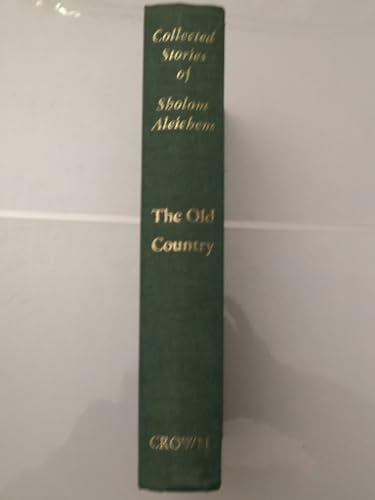 Collected
Stories
of
Sholom
Aleichem
The Old
Country
CROWN